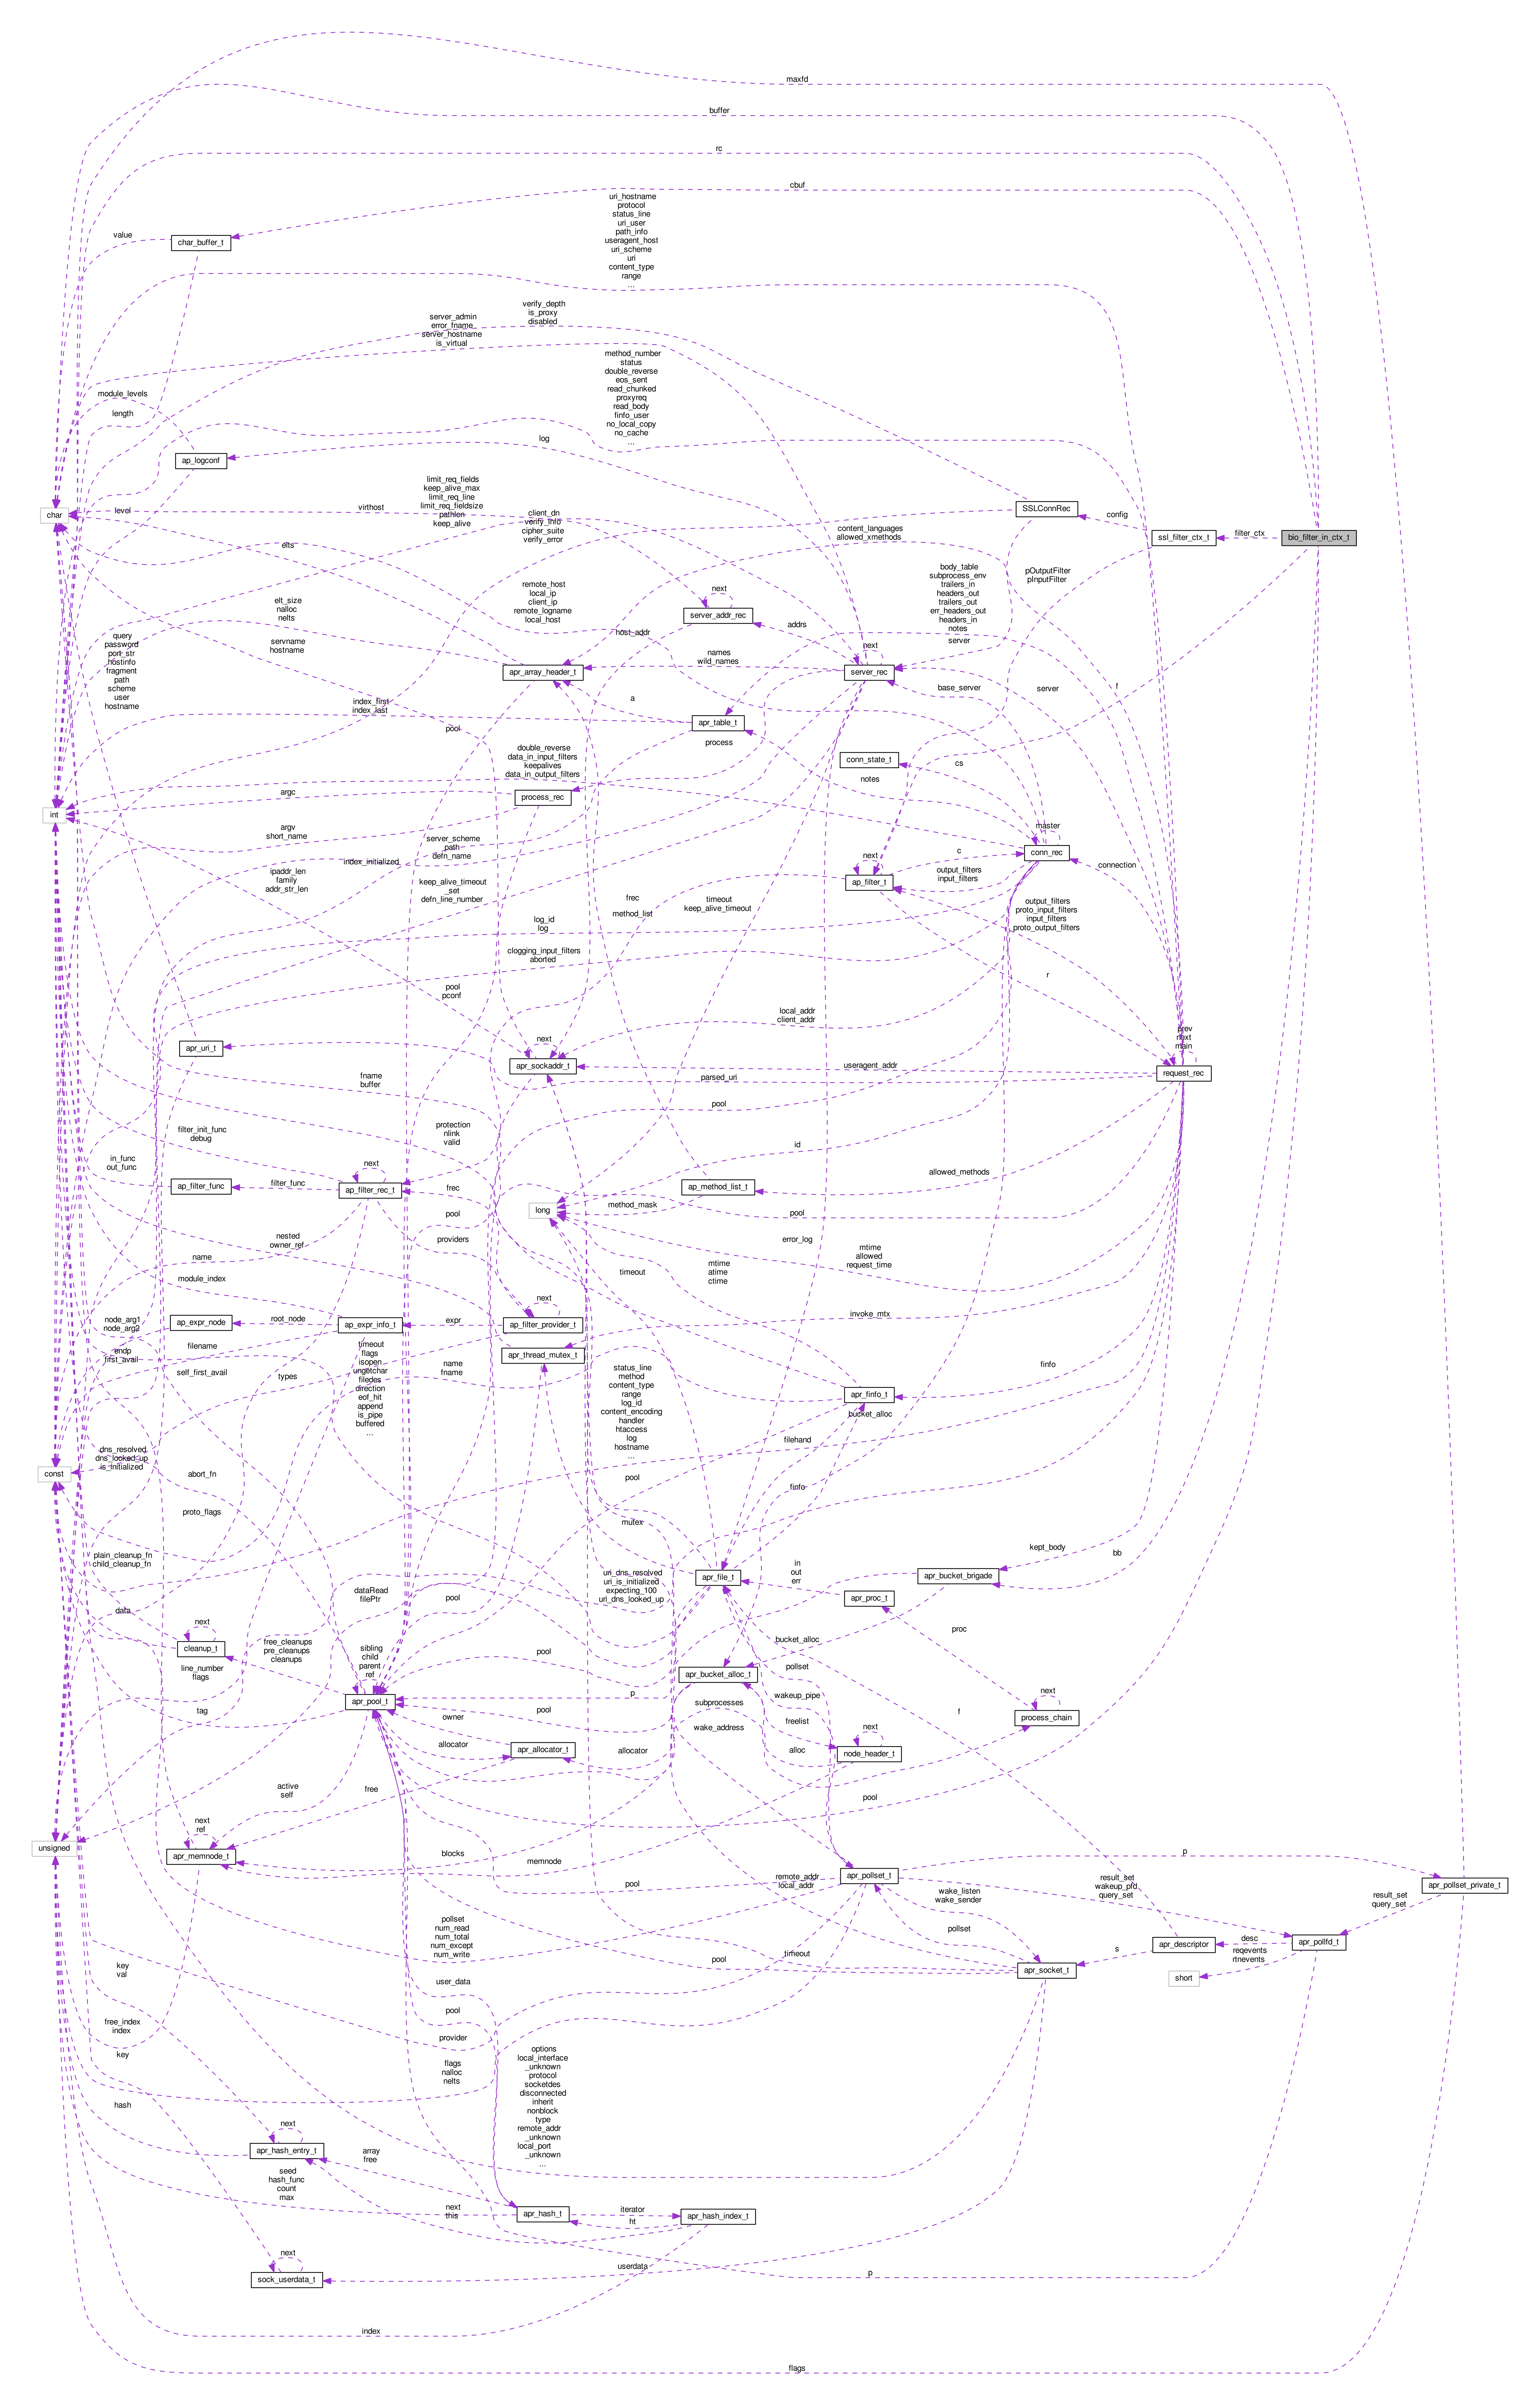 maxfd
buffer
rc
cbuf
uri_hostname
protocol
status_line
uri_user
path_info
useragent_host
uri_scheme
uri
content_type
range
...
char_buffer_t
value
verify_depth
is_proxy
disabled
server_admin
error_fname
server_hostname
is_virtual
method_number
status
double_reverse
eos_sent
read_chunked
proxyreq
read_body
finfo_user
no_local_copy
no_cache
...
module_levels
length
log
ap_logconf
limit_req_fields
keep_alive_max
limit_req_line
limit_req_fieldsize
pathlen
keep_alive
virthost
client_dn
verify_info
cipher_suite
verify_error
char
level
SSLConnRec
config
ssl_filter_ctx_t
filter_ctx
bio_filter_in_ctx_t
content_languages
allowed_xmethods
elts
pOutputFilter
pInputFilter
body_table
subprocess_env
trailers_in
headers_out
trailers_out
err_headers_out
headers_in
notes
remote_host
local_ip
client_ip
remote_logname
local_host
next
server_addr_rec
elt_size
nalloc
nelts
host_addr
addrs
server
f
query
password
port_str
hostinfo
fragment
path
scheme
user
hostname
servname
hostname
apr_array_header_t
names
wild_names
next
server_rec
base_server
server
index_first
index_last
pool
a
apr_table_t
process
double_reverse
data_in_input_filters
keepalives
data_in_output_filters
conn_state_t
cs
notes
argc
process_rec
int
argv
short_name
server_scheme
path
defn_name
index_initialized
master
conn_rec
connection
next
ap_filter_t
c
output_filters
input_filters
ipaddr_len
family
addr_str_len
keep_alive_timeout
_set
defn_line_number
frec
method_list
timeout
keep_alive_timeout
output_filters
proto_input_filters
input_filters
proto_output_filters
log_id
log
clogging_input_filters
aborted
r
pool
pconf
local_addr
client_addr
prev
next
main
apr_uri_t
next
apr_sockaddr_t
useragent_addr
request_rec
parsed_uri
fname
buffer
pool
protection
nlink
valid
filter_init_func
debug
id
in_func
out_func
next
ap_filter_func
filter_func
ap_filter_rec_t
frec
allowed_methods
ap_method_list_t
method_mask
long
pool
pool
nested
owner_ref
providers
error_log
mtime
allowed
request_time
name
module_index
timeout
mtime
atime
ctime
invoke_mtx
next
node_arg1
node_arg3
ap_expr_node
root_node
ap_expr_info_t
expr
ap_filter_provider_t
endp
first_avail
filename
timeout
flags
isopen
ungetchar
filedes
direction
eof_hit
append
is_pipe
buffered
...
apr_thread_mutex_t
self_first_avail
types
name
fname
status_line
method
content_type
range
log_id
content_encoding
handler
htaccess
log
hostname
...
apr_finfo_t
finfo
bucket_alloc
filehand
dns_resolved
dns_looked_up
is_initialized
const
abort_fn
pool
finfo
proto_flags
mutex
plain_cleanup_fn
child_cleanup_fn
kept_body
bb
apr_bucket_brigade
in
out
err
apr_file_t
uri_dns_resolved
uri_is_initialized
expecting_100
uri_dns_looked_up
dataRead
filePtr
pool
apr_proc_t
data
next
cleanup_t
proc
free_cleanups
pre_cleanups
cleanups
sibling
child
parent
ref
pool
bucket_alloc
pollset
apr_bucket_alloc_t
line_number
flags
p
wakeup_pipe
apr_pool_t
tag
pool
subprocesses
next
process_chain
f
owner
wake_address
freelist
next
allocator
apr_allocator_t
allocator
alloc
node_header_t
active
self
free
pool
next
ref
unsigned
apr_memnode_t
blocks
memnode
apr_pollset_t
p
remote_addr
local_addr
result_set
wakeup_pfd
query_set
apr_pollset_private_t
pool
wake_listen
wake_sender
result_set
query_set
pollset
num_read
num_total
num_except
num_write
pollset
desc
apr_descriptor
apr_pollfd_t
timeout
s
reqevents
rtnevents
pool
apr_socket_t
short
key
val
user_data
pool
free_index
index
provider
key
flags
nalloc
nelts
options
local_interface
_unknown
protocol
socketdes
disconnected
inherit
nonblock
type
remote_addr
_unknown
local_port
_unknown
...
hash
next
apr_hash_entry_t
array
free
seed
hash_func
count
max
next
this
apr_hash_t
iterator
ht
apr_hash_index_t
next
sock_userdata_t
userdata
p
index
flags